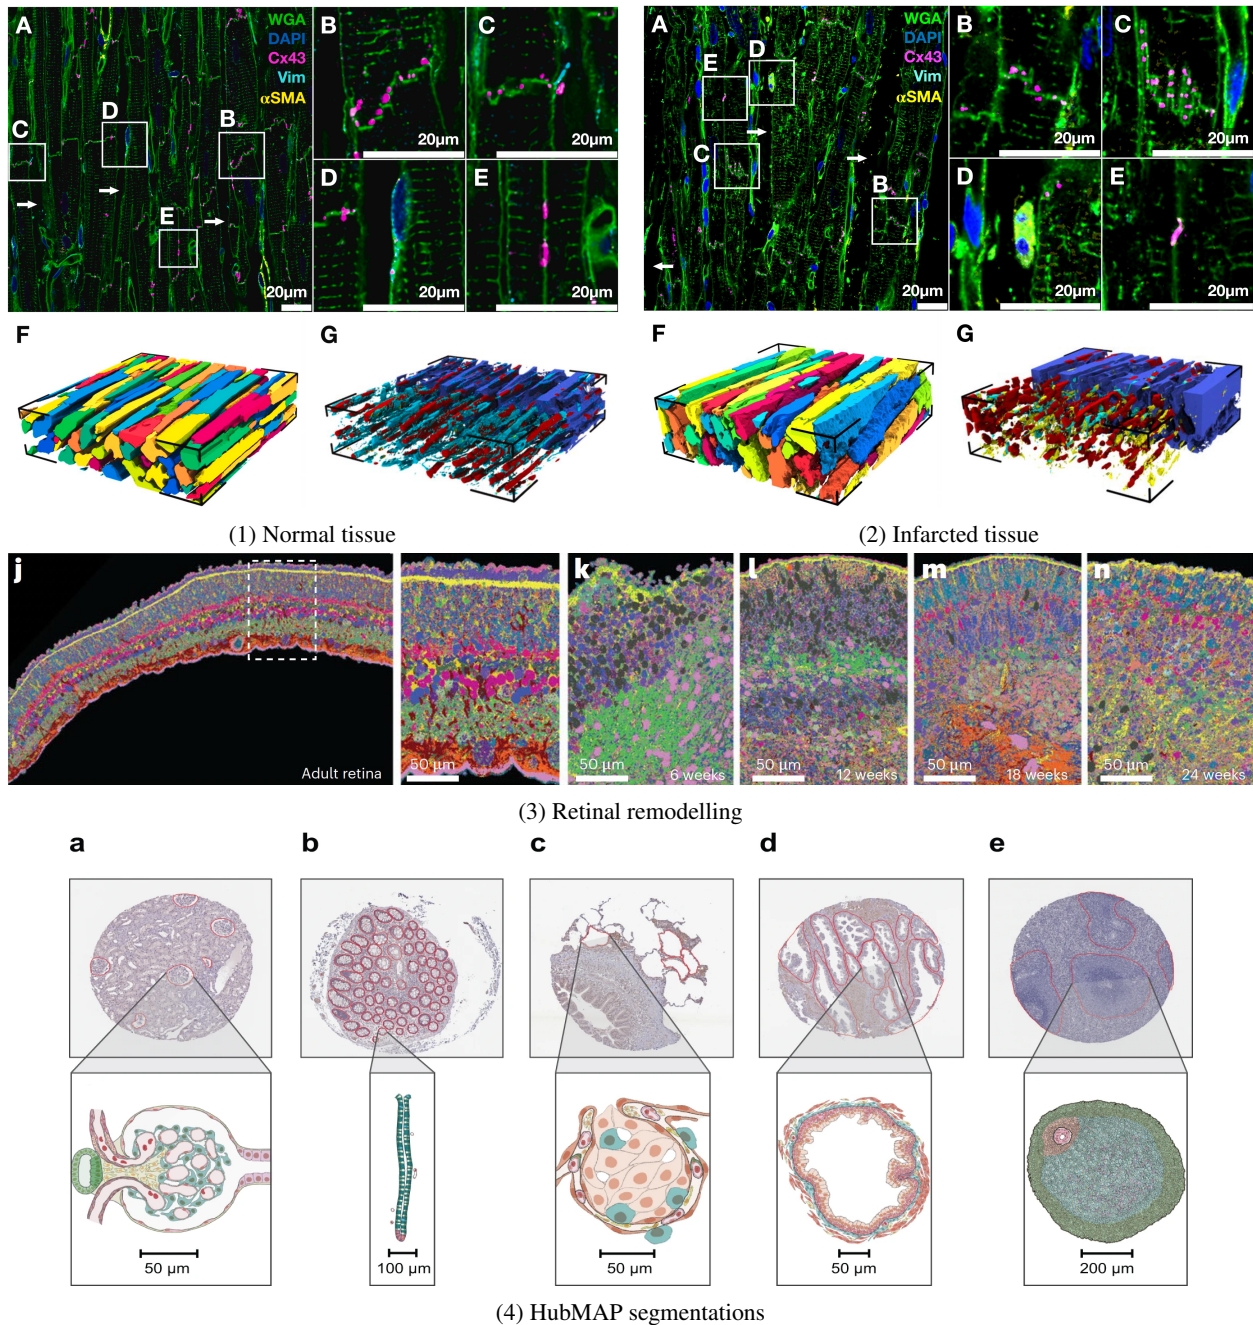 A
WGA
DAPI
Cx43
Vim
αSMA
C
D
B
E
20μm
B
20μm
C
20μm
D
20μm
E
20μm
F
G
(1) Normal tissue
A
WGA
DAPI
Cx43
Vim
αSMA
D
E
C
B
20μm
B
20μm
C
20μm
D
20μm
E
20μm
F
G
(2) Infarcted tissue
j
Adult retina
50 μm
k
50 μm
6 weeks
l
50 μm
12 weeks
m
50 μm
18 weeks
n
50 μm
24 weeks
(3) Retinal remodelling
a
b
c
d
e
50 μm
100 μm
50 μm
50 μm
200 μm
(4) HubMAP segmentations